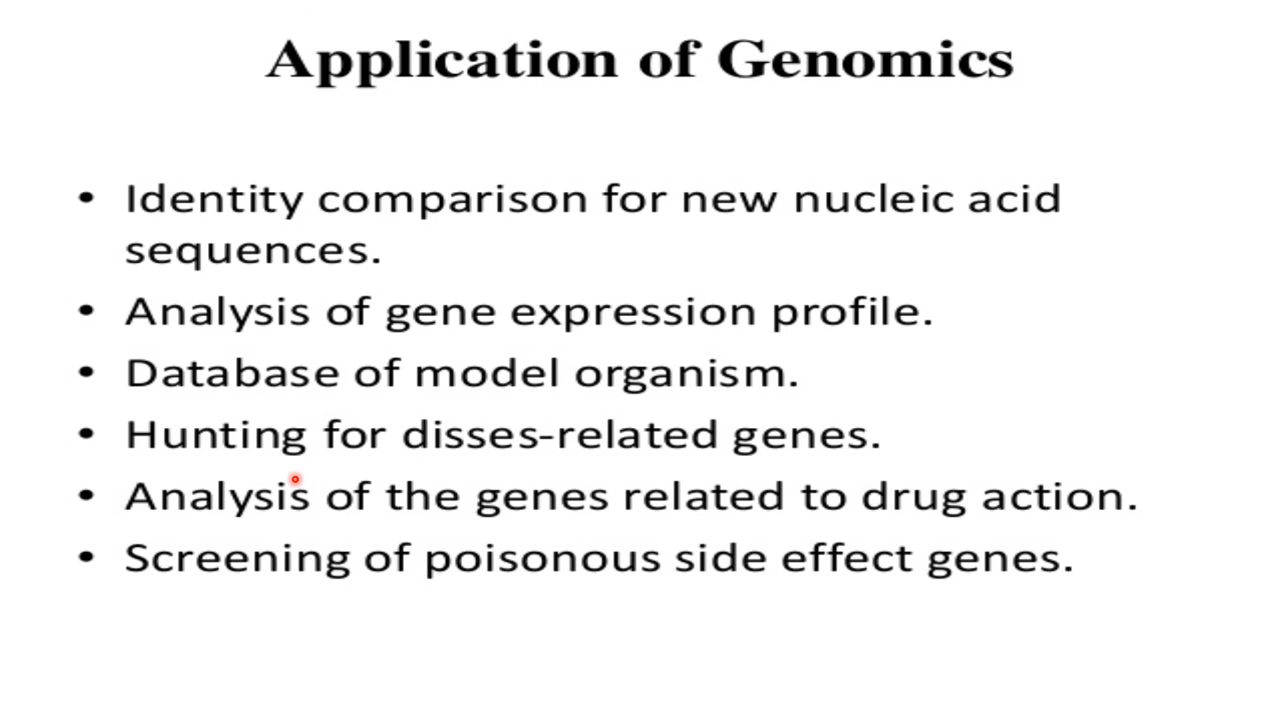 Application of Genomics
• Identity comparison for new nucleic acid
sequences.
• Analysis of gene expression profile.
• Database of model organism.
• Hunting for disses-related genes.
• Analysis of the genes related to drug action.
• Screening of poisonous side effect genes.